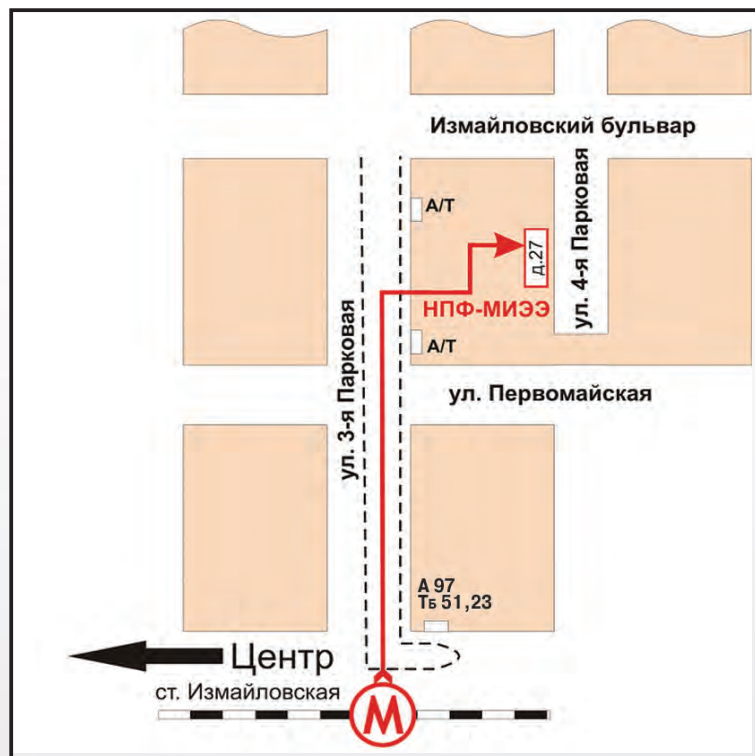 Измайловский бульвар
А/Т
д.27
ул. 4-я Парковая
НПФ-МИЭЭ
А/Т
ул. 3-я Парковая
ул. Первомайская
А 97
ТБ 51,23
Центр
ст. Измайловская
М